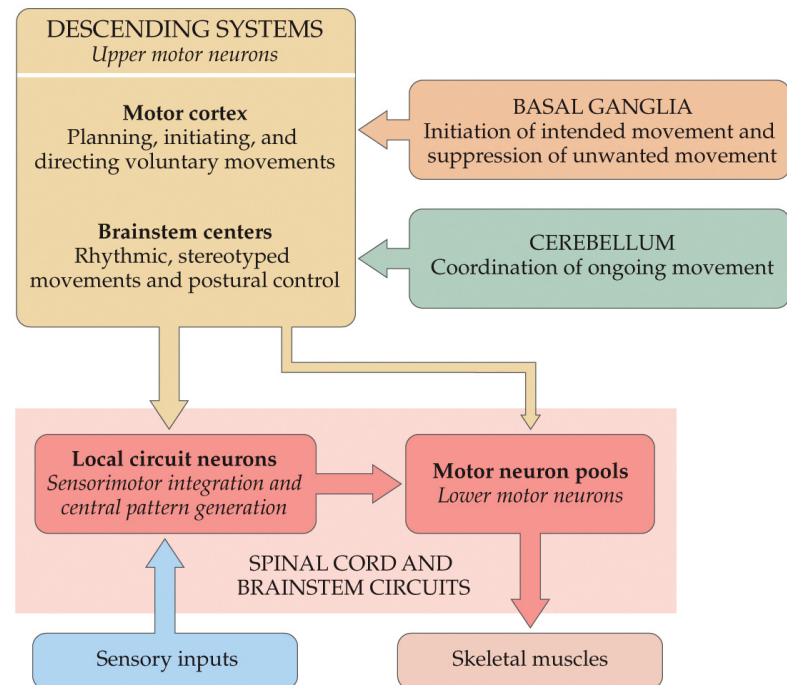 DESCENDING SYSTEMS
Upper motor neurons
Motor cortex
Planning, initiating, and
directing voluntary movements
Brainstem centers
Rhythmic, stereotyped
movements and postural control
BASAL GANGLIA
Initiation of intended movement and
suppression of unwanted movement
CEREBELLUM
Coordination of ongoing movement
Local circuit neurons
Sensorimotor integration and
central pattern generation
Motor neuron pools
Lower motor neurons
SPINAL CORD AND
BRAINSTEM CIRCUITS
Sensory inputs
Skeletal muscles